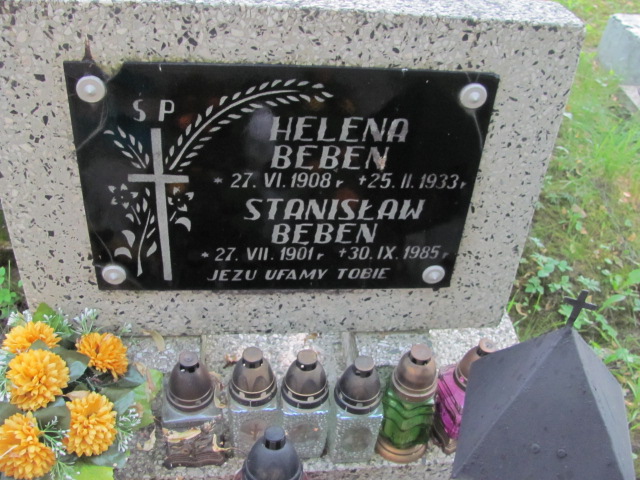 S P
HELENA
BEBEN
* 27. VI. 1908 r +25. II. 1933 r
STANISŁAW
BEBEN
* 27. VII. 1901 r +30. IX. 1985 r
JEZU UFAMY TOBIE